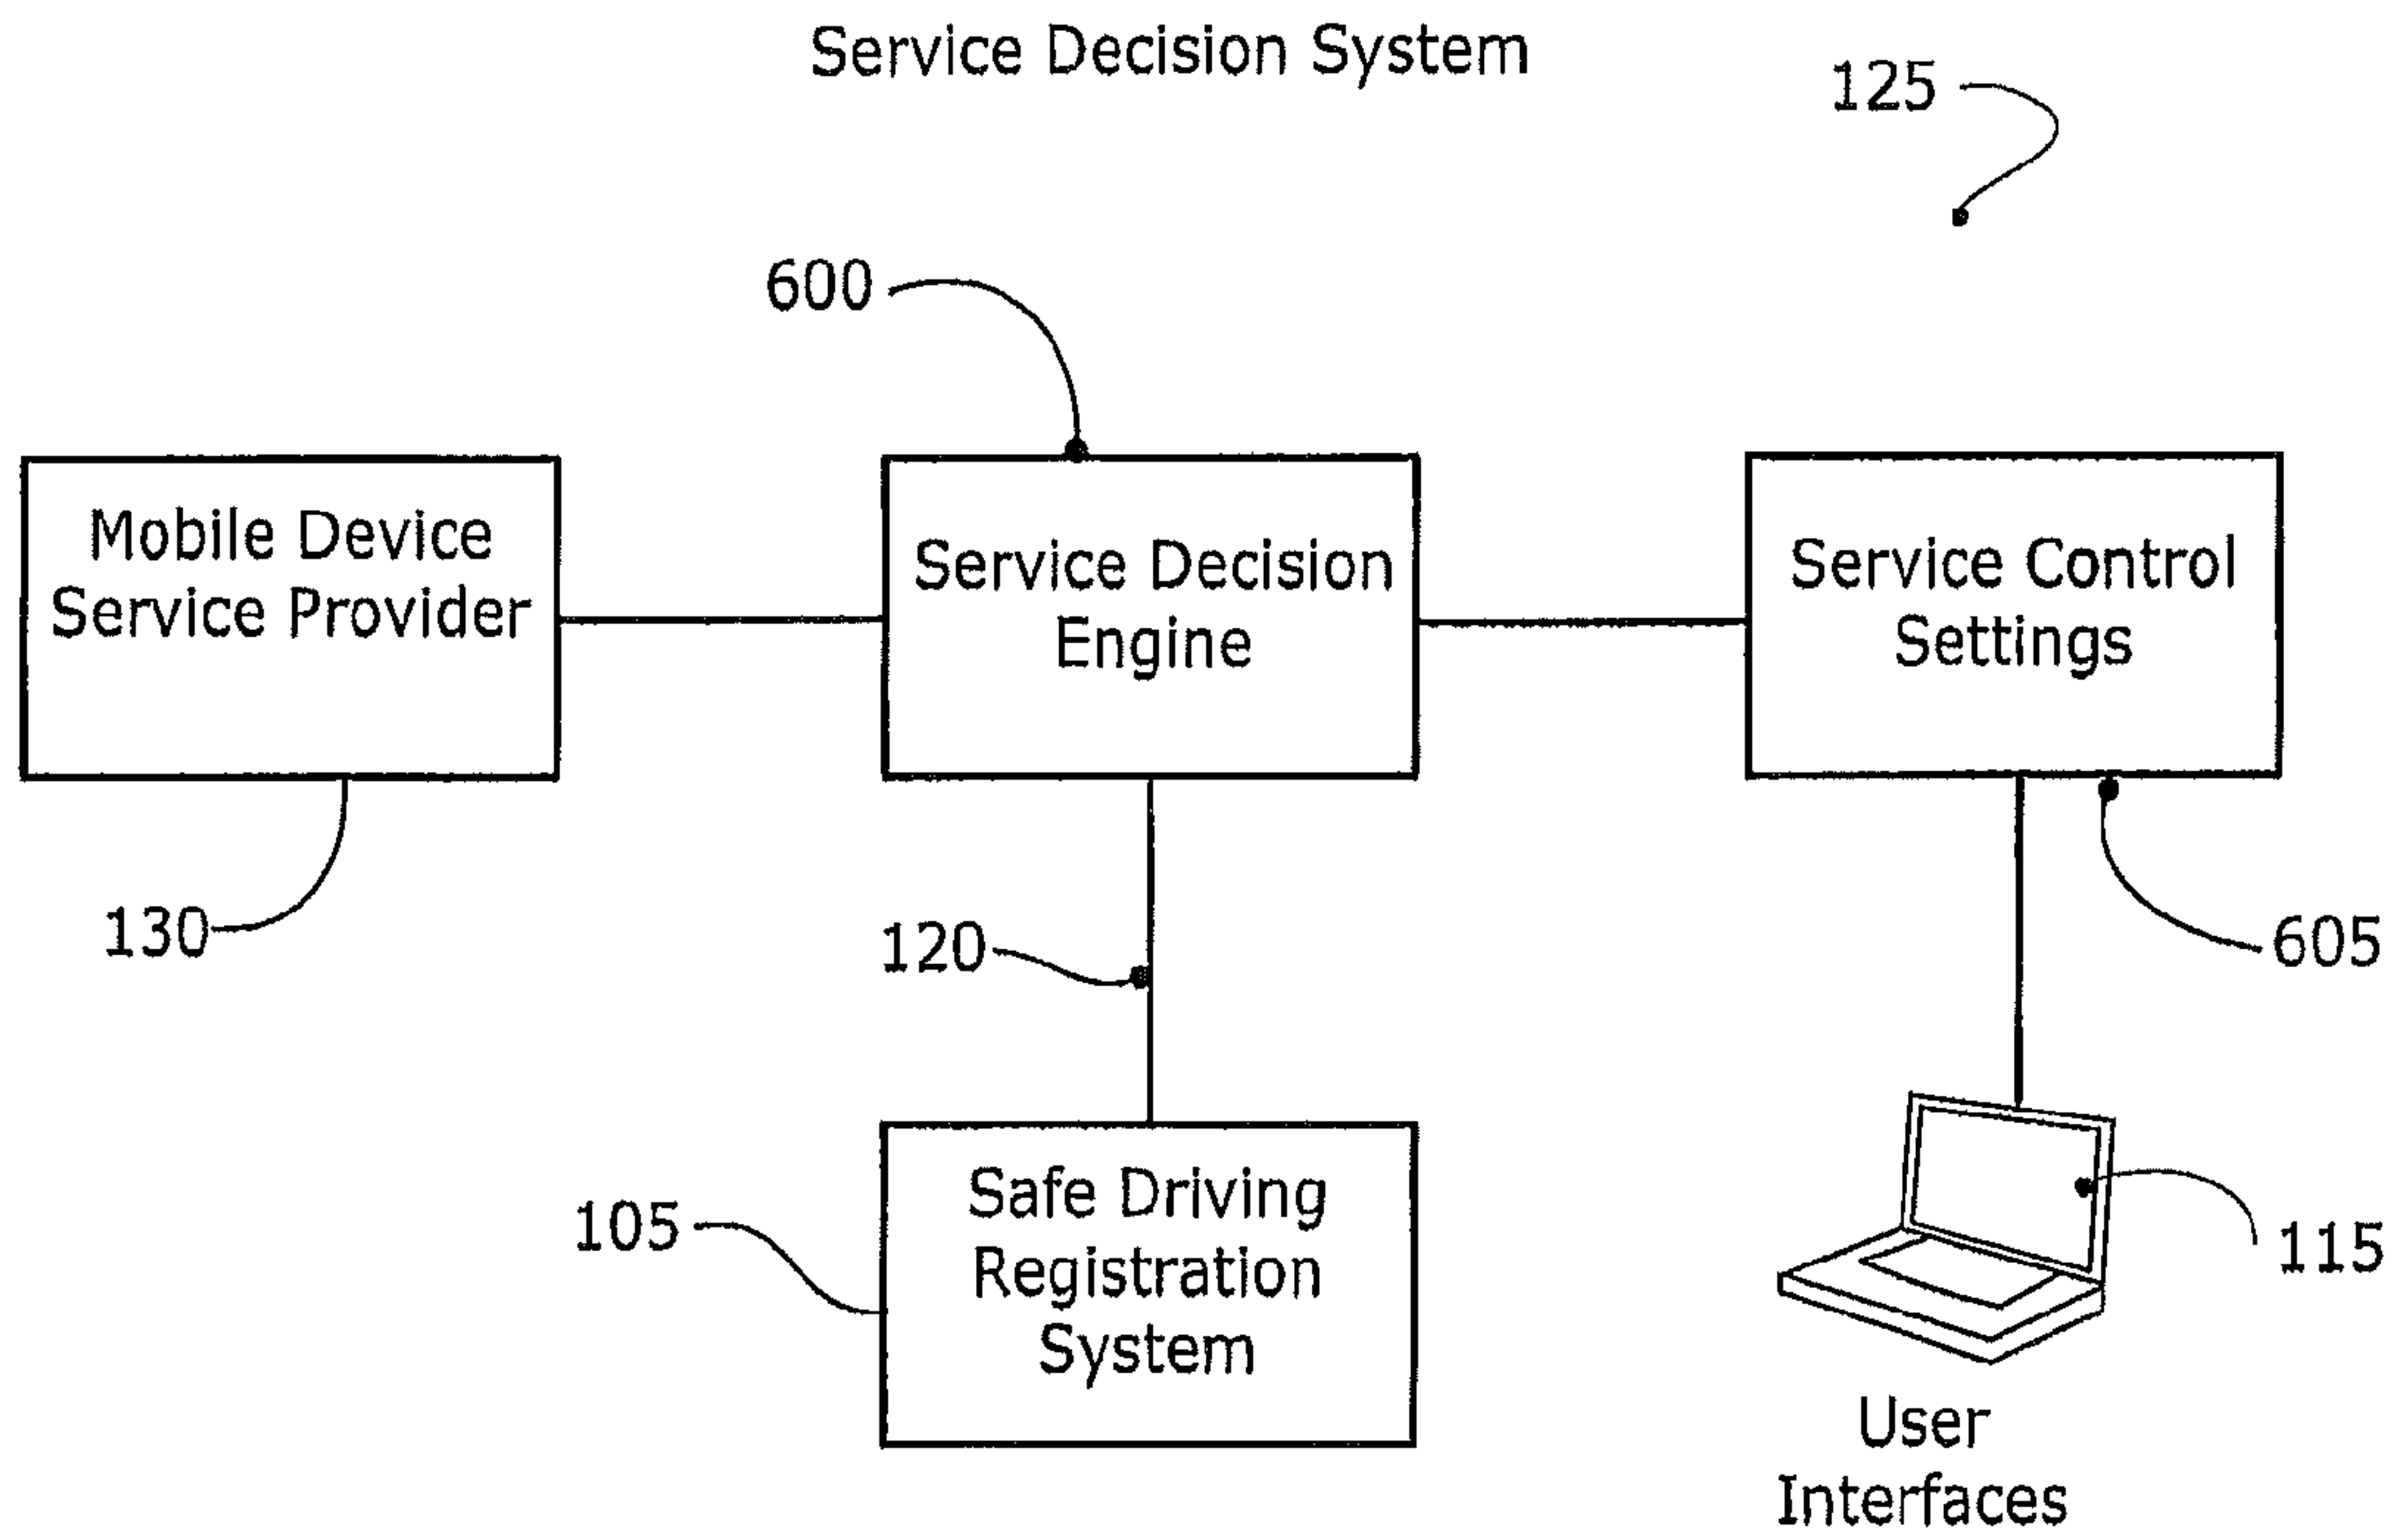 Service Decision System
125
600
Mobile Device
Service Provider
Service Decision
Engine
Service Control
Settings
130
120
605
105
Safe Driving
Registration
System
115
User
Interfaces